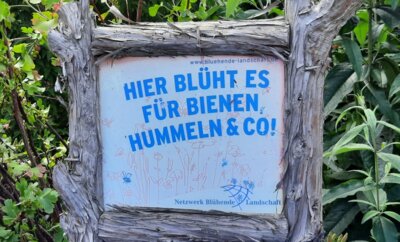 www.bluehende-landschaft.de
HIER BLÜHT ES
FÜR BIENEN,
HUMMELN & CO!
Netzwerk Blühende Landschaft